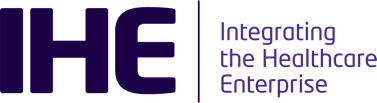 IHE
Integrating
the Healthcare
Enterprise